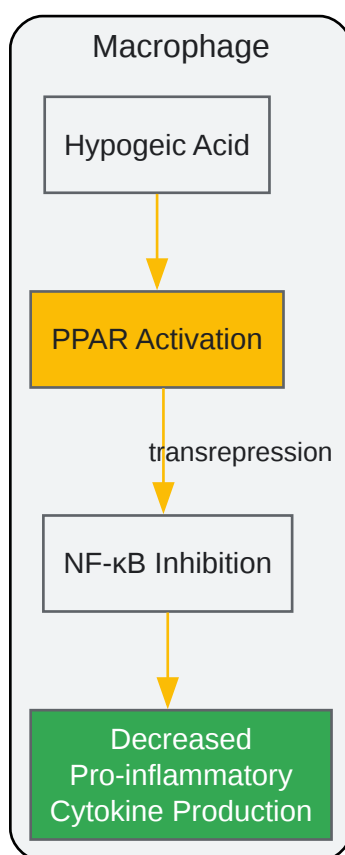 Macrophage
Hypogeic Acid
PPAR Activation
transrepression
NF-κB Inhibition
Decreased
Pro-inflammatory
Cytokine Production